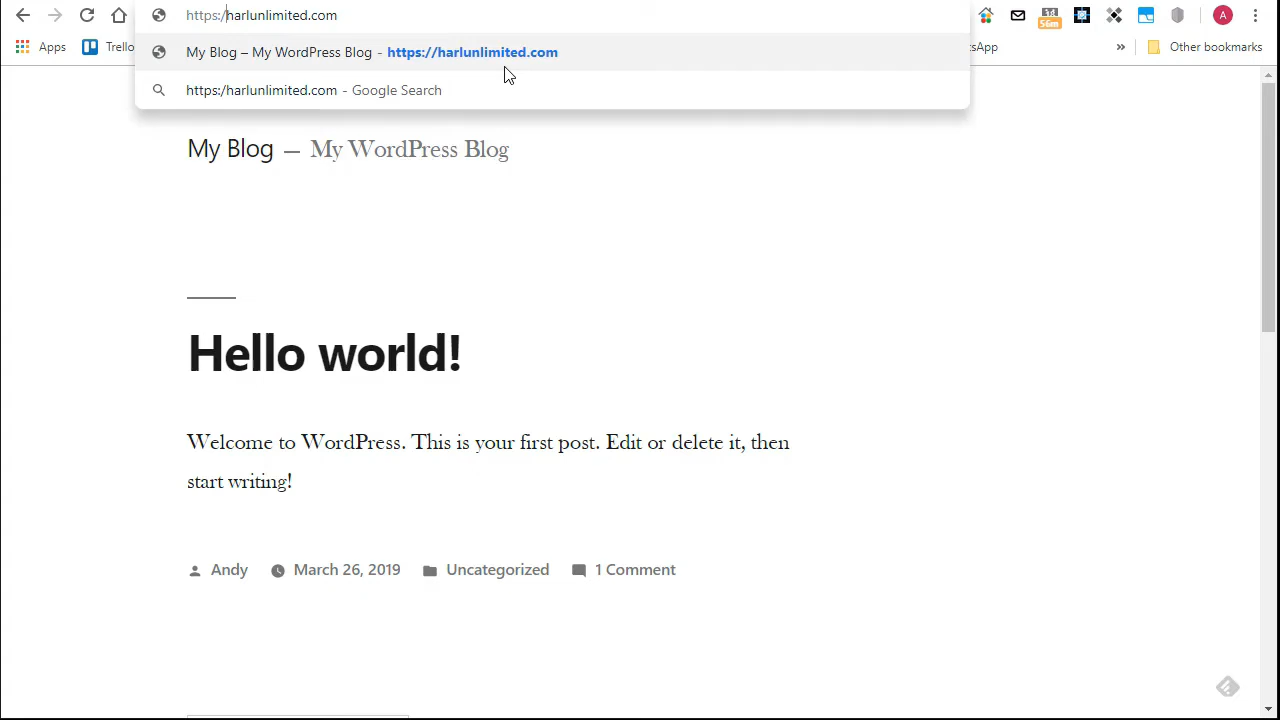 https:/harlunlimited.com
A
Apps
Trello
sApp
»
Other bookmarks
My Blog – My WordPress Blog - https://harlunlimited.com
https:/harlunlimited.com - Google Search
My Blog — My WordPress Blog
Hello world!
Welcome to WordPress. This is your first post. Edit or delete it, then
start writing!
Andy March 26, 2019 Uncategorized 1 Comment